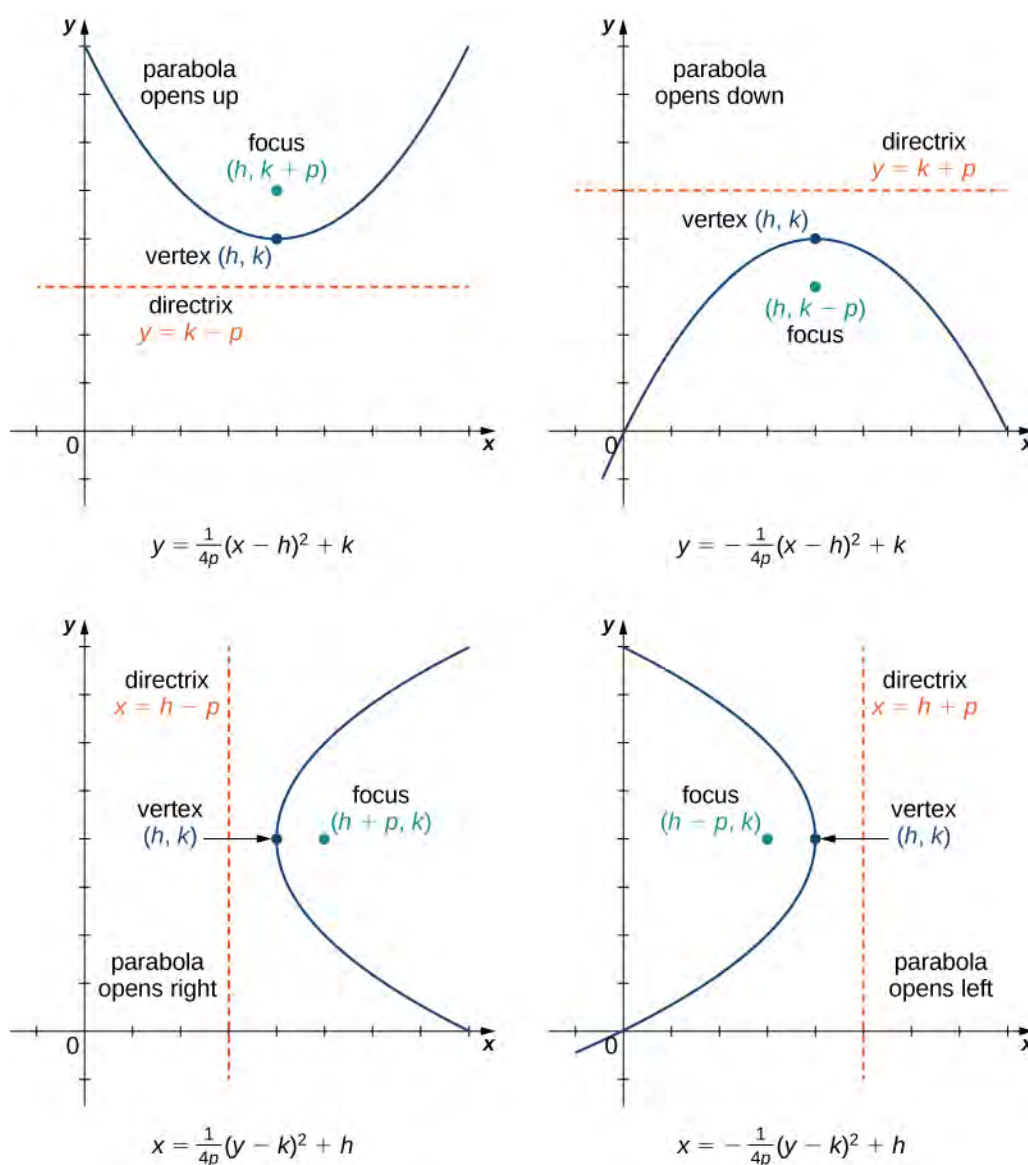 y
parabola
opens up
focus
(h, k + p)
vertex (h, k)
directrix
y = k − p
0
x
y = 1/4p (x − h)² + k
y
parabola
opens down
directrix
y = k + p
vertex (h, k)
(h, k − p)
focus
0
x
y = − 1/4p (x − h)² + k
y
directrix
x = h − p
focus
(h + p, k)
vertex
(h, k)
parabola
opens right
0
x
x = 1/4p (y − k)² + h
y
directrix
x = h + p
focus
(h − p, k)
vertex
(h, k)
parabola
opens left
0
x
x = − 1/4p (y − k)² + h